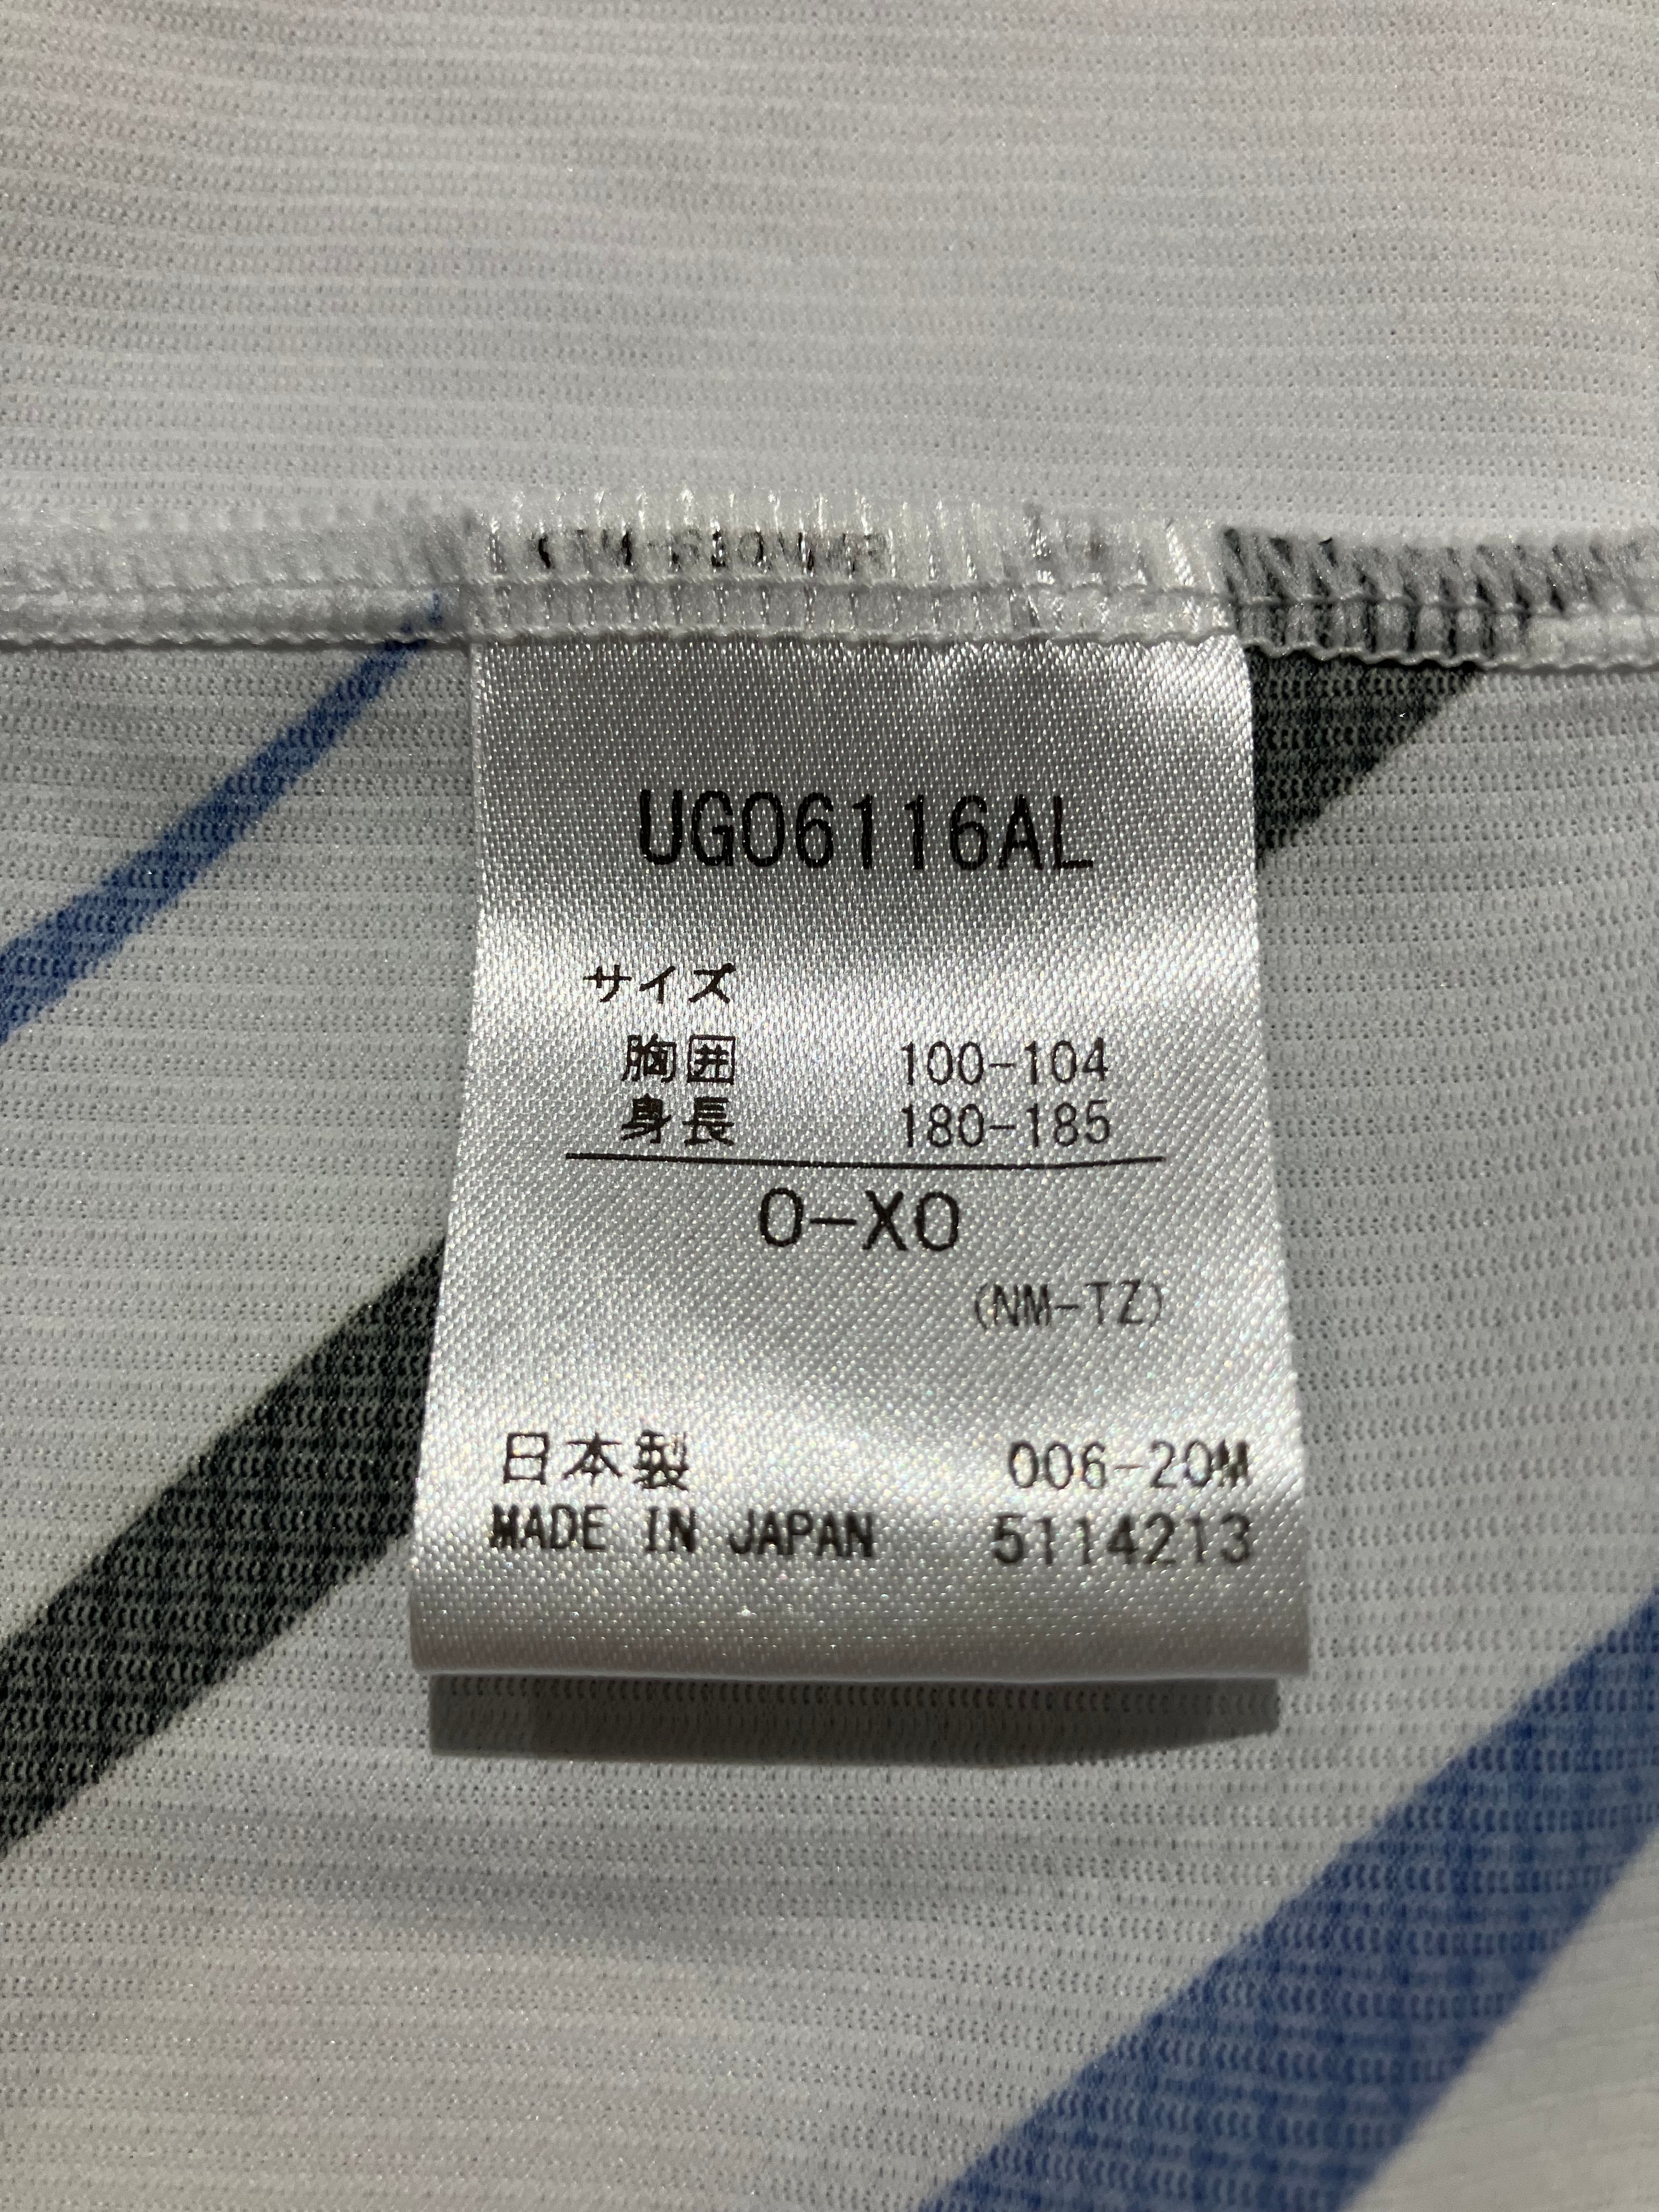 UG06116AL
サイズ
胸囲 100-104
身長 180-185
O-XO
(NM-TZ)
日本製 006-20M
MADE IN JAPAN 5114213